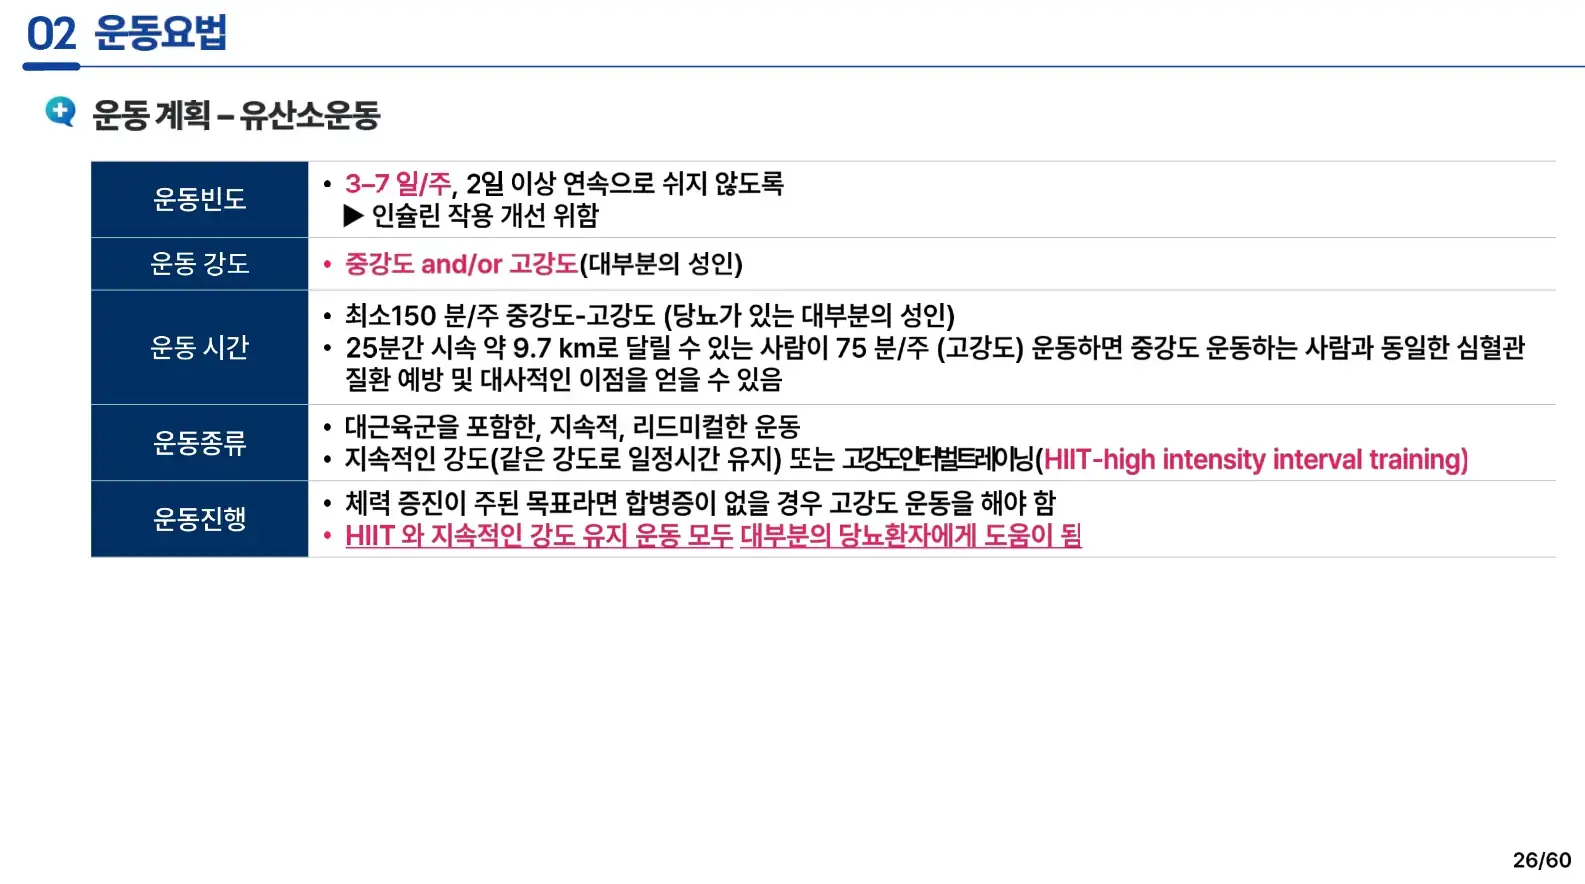 02 운동요법
운동 계획 – 유산소운동
운동빈도
• 3–7 일/주, 2일 이상 연속으로 쉬지 않도록
▶ 인슐린 작용 개선 위함
운동 강도
• 중강도 and/or 고강도(대부분의 성인)
운동 시간
• 최소150 분/주 중강도-고강도 (당뇨가 있는 대부분의 성인)
• 25분간 시속 약 9.7 km로 달릴 수 있는 사람이 75 분/주 (고강도) 운동하면 중강도 운동하는 사람과 동일한 심혈관
질환 예방 및 대사적인 이점을 얻을 수 있음
운동종류
• 대근육군을 포함한, 지속적, 리드미컬한 운동
• 지속적인 강도(같은 강도로 일정시간 유지) 또는 고강도인터벌트레이닝(HIIT-high intensity interval training)
운동진행
• 체력 증진이 주된 목표라면 합병증이 없을 경우 고강도 운동을 해야 함
• HIIT 와 지속적인 강도 유지 운동 모두 대부분의 당뇨환자에게 도움이 됨
26/60